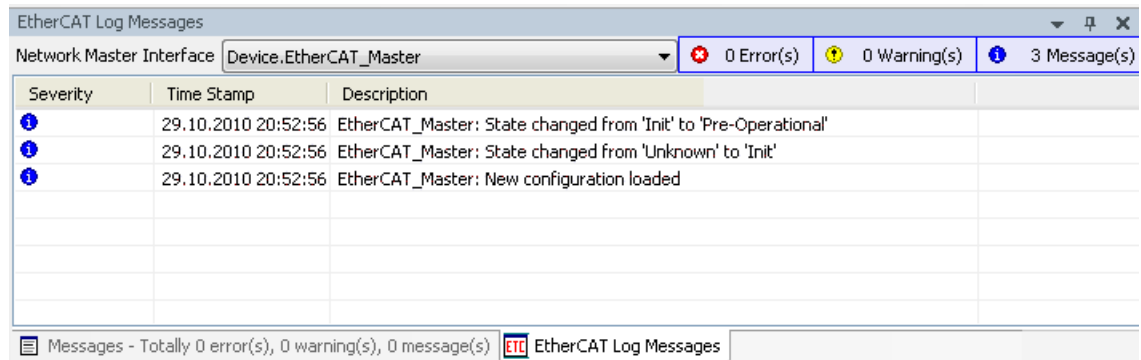 EtherCAT Log Messages
Network Master Interface Device.EtherCAT_Master 0 Error(s) 0 Warning(s) 3 Message(s)
Severity Time Stamp Description
29.10.2010 20:52:56 EtherCAT_Master: State changed from 'Init' to 'Pre-Operational'
29.10.2010 20:52:56 EtherCAT_Master: State changed from 'Unknown' to 'Init'
29.10.2010 20:52:56 EtherCAT_Master: New configuration loaded
Messages - Totally 0 error(s), 0 warning(s), 0 message(s) ETC EtherCAT Log Messages